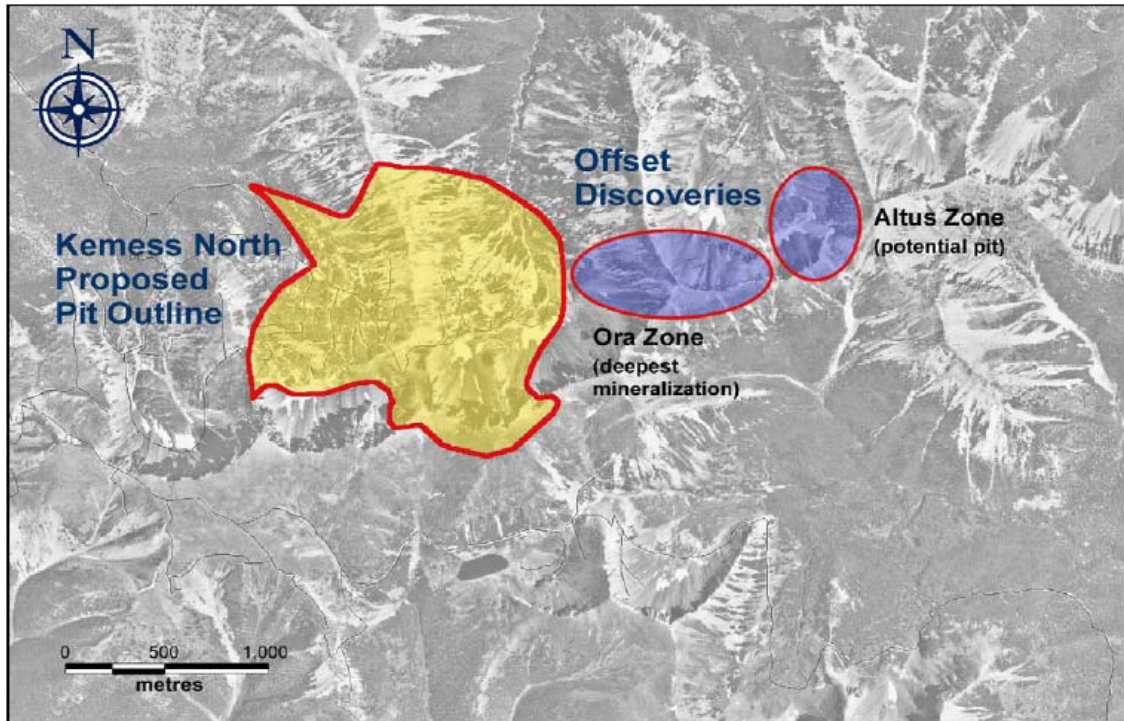 N
Offset
Discoveries
Altus Zone
(potential pit)
Kemess North
Proposed
Pit Outline
Ora Zone
(deepest
mineralization)
0 500 1,000
metres